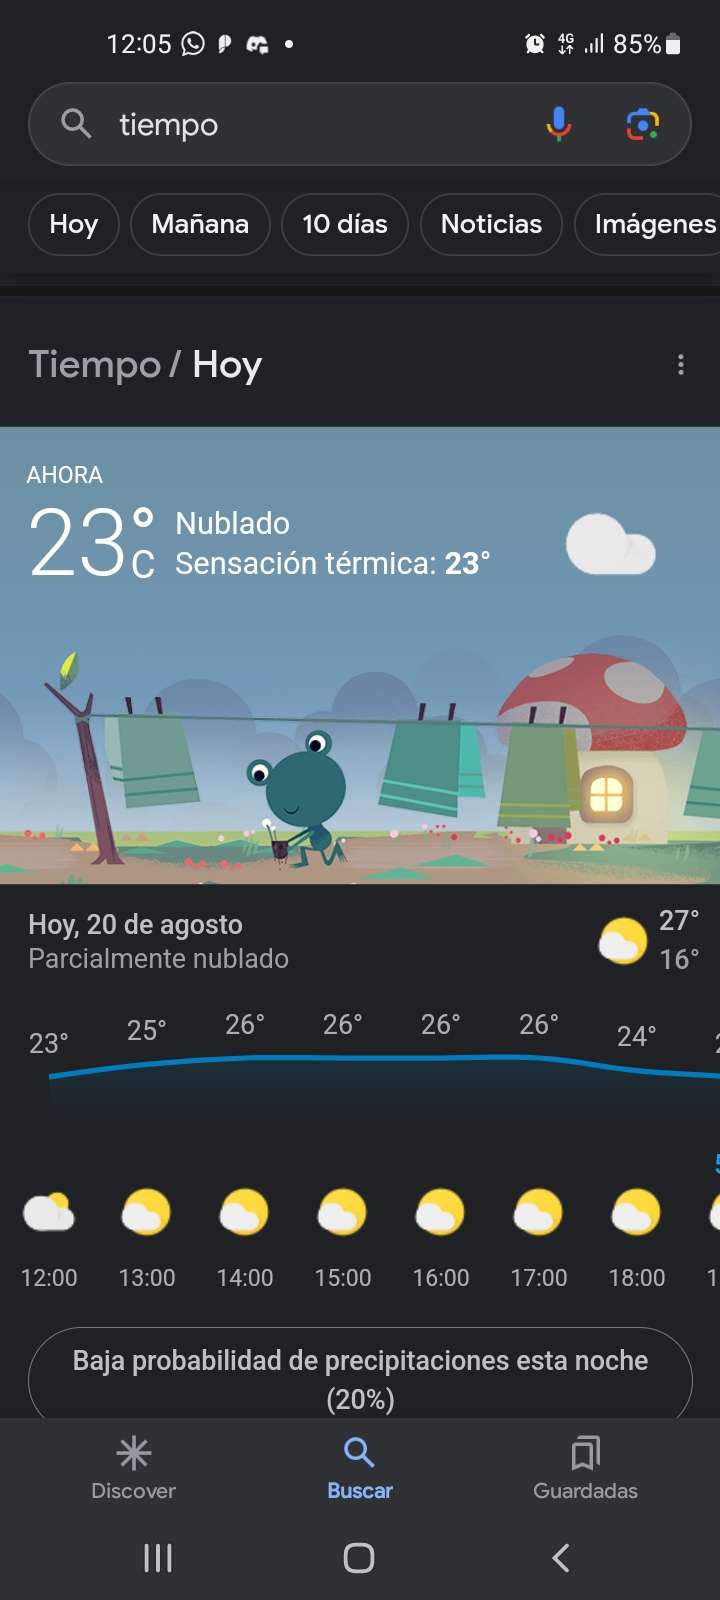 12:05
4G 85%
tiempo
Hoy Mañana 10 días Noticias Imágenes
Tiempo / Hoy
AHORA
23°C
Nublado
Sensación térmica: 23°
Hoy, 20 de agosto 27°
Parcialmente nublado 16°
23° 25° 26° 26° 26° 26° 24°
12:00 13:00 14:00 15:00 16:00 17:00 18:00
Baja probabilidad de precipitaciones esta noche
(20%)
Discover Buscar Guardadas